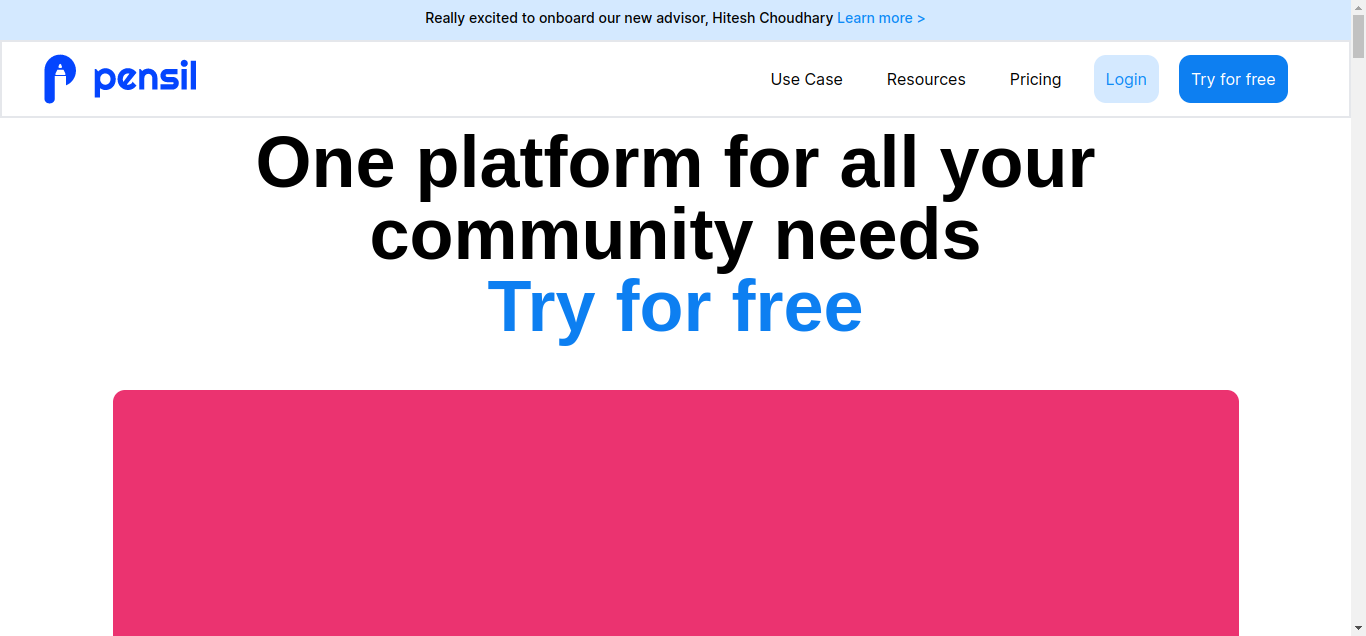 Really excited to onboard our new advisor, Hitesh Choudhary Learn more >
pensil
Use Case
Resources
Pricing
Login
Try for free
One platform for all your
community needs
Try for free